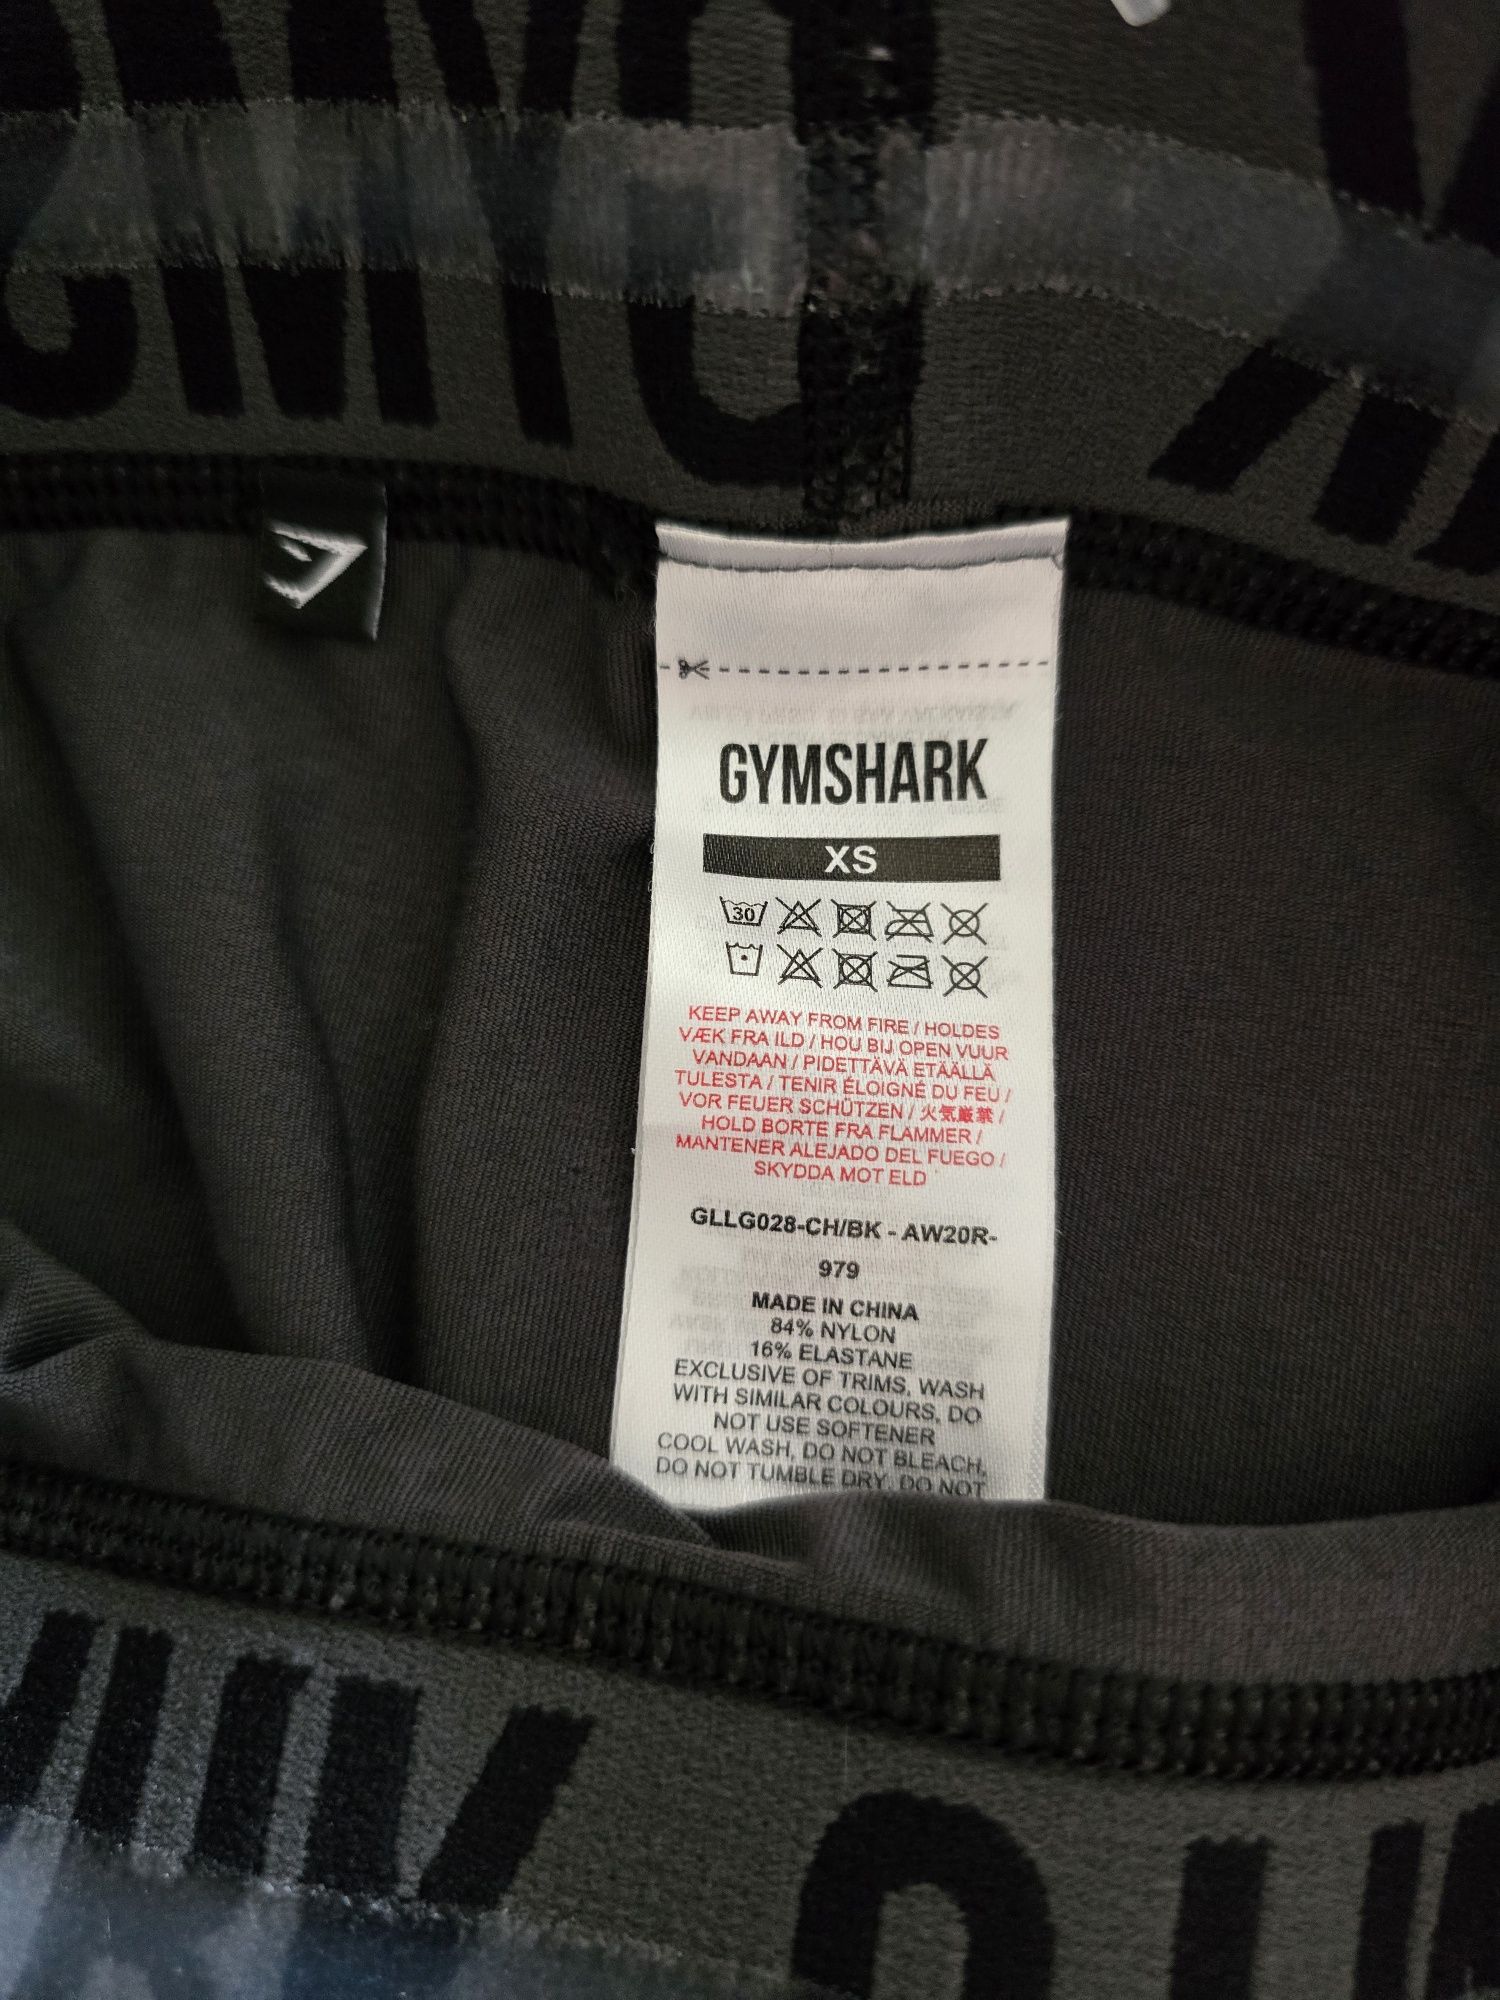 GYMSHARK
XS
30
KEEP AWAY FROM FIRE / HOLDES
VÆK FRA ILD / HOU BIJ OPEN VUUR
VANDAAN / PIDETTÄVÄ ETÄÄLLÄ
TULESTA / TENIR ÉLOIGNÉ DU FEU /
VOR FEUER SCHÜTZEN / 火気厳禁 /
HOLD BORTE FRA FLAMMER /
MANTENER ALEJADO DEL FUEGO /
SKYDDA MOT ELD
GLLG028-CH/BK - AW20R-
979
MADE IN CHINA
84% NYLON
16% ELASTANE
EXCLUSIVE OF TRIMS, WASH
WITH SIMILAR COLOURS, DO
NOT USE SOFTENER
COOL WASH, DO NOT BLEACH,
DO NOT TUMBLE DRY, DO NOT